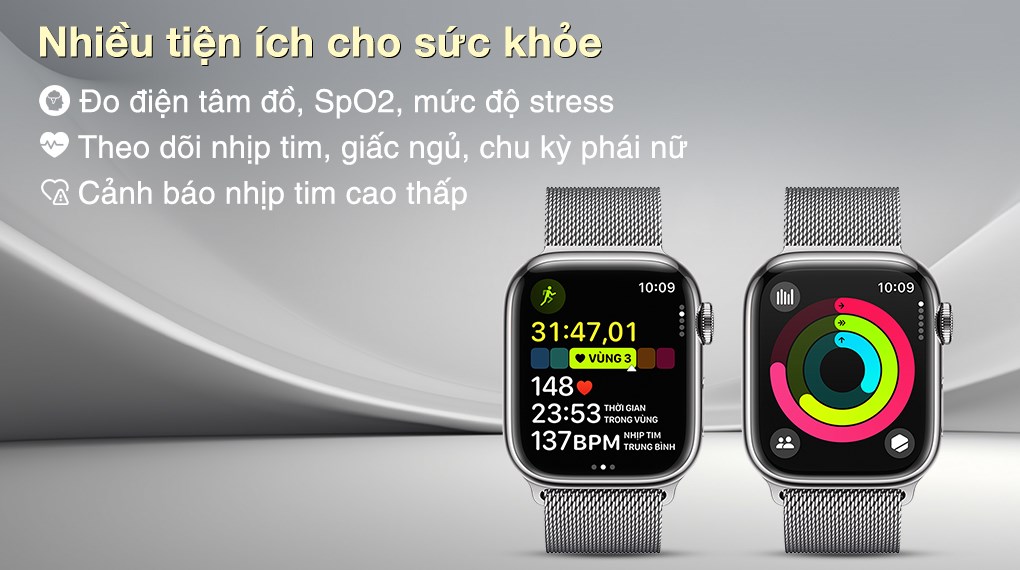 Nhiều tiện ích cho sức khỏe
Đo điện tâm đồ, SpO2, mức độ stress
Theo dõi nhịp tim, giấc ngủ, chu kỳ phái nữ
Cảnh báo nhịp tim cao thấp
10:09
31:47,01
VÙNG 3
148
23:53 THỜI GIAN
TRONG VÙNG
137BPM NHỊP TIM
TRUNG BÌNH
10:09